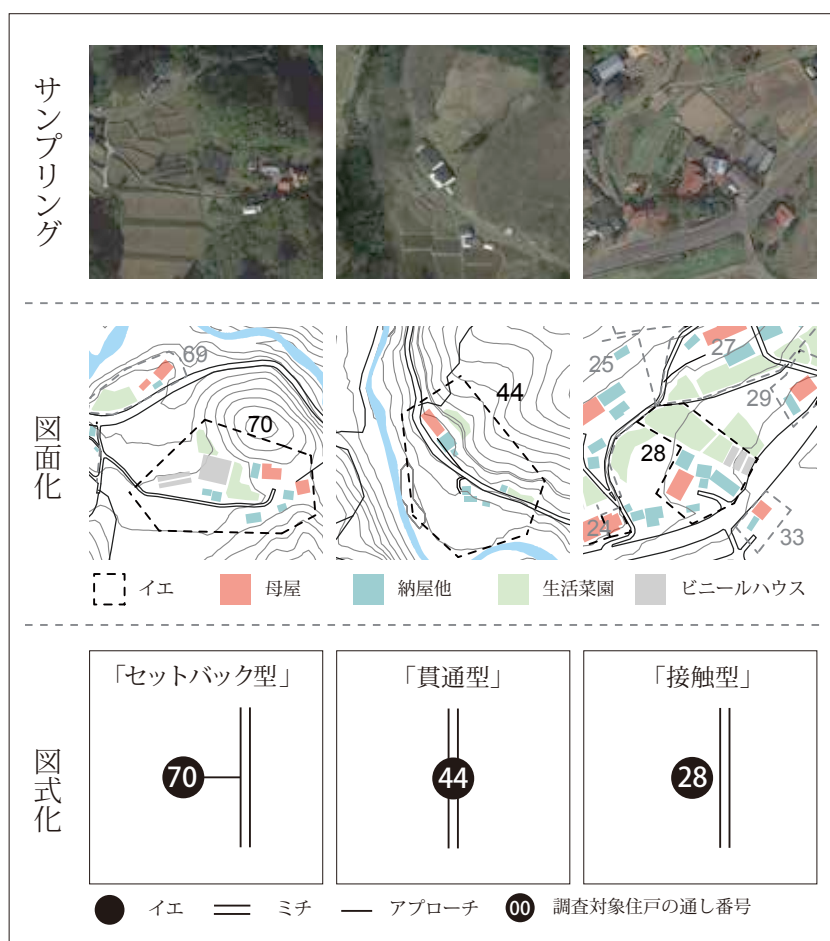 サンプリング
図面化
69
70
44
25
27
29
28
24
33
イエ 母屋 納屋他 生活菜園 ビニールハウス
図式化
「セットバック型」 「貫通型」 「接触型」
70 44 28
イエ ミチ アプローチ 00 調査対象住戸の通し番号